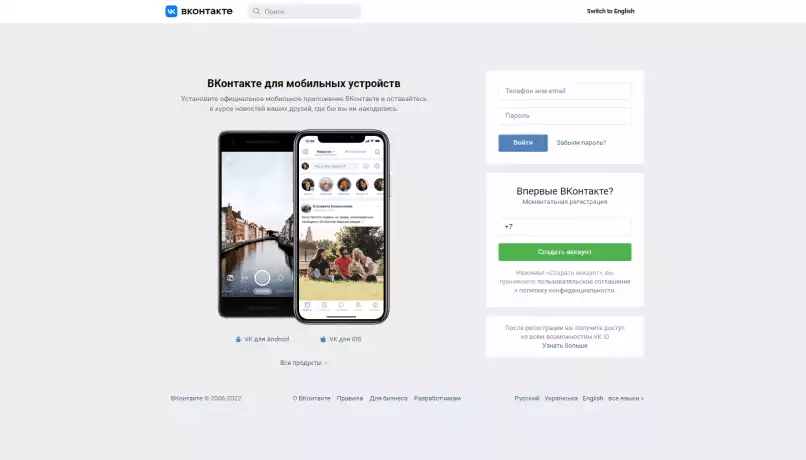 вконтакте
Поиск
Switch to English
ВКонтакте для мобильных устройств
Установите официальное мобильное приложение ВКонтакте и оставайтесь
в курсе новостей ваших друзей, где бы вы ни находились.
VK для Android
VK для iOS
Все продукты ›
Телефон или email
Пароль
Войти
Забыли пароль?
Впервые ВКонтакте?
Моментальная регистрация
+7
Создать аккаунт
Нажимая «Создать аккаунт», вы
принимаете пользовательское соглашение
и политику конфиденциальности.
После регистрации вы получите доступ
ко всем возможностям VK ID
Узнать больше
ВКонтакте © 2006-2022
О ВКонтакте Правила Для бизнеса Разработчикам
Русский Українська English все языки »